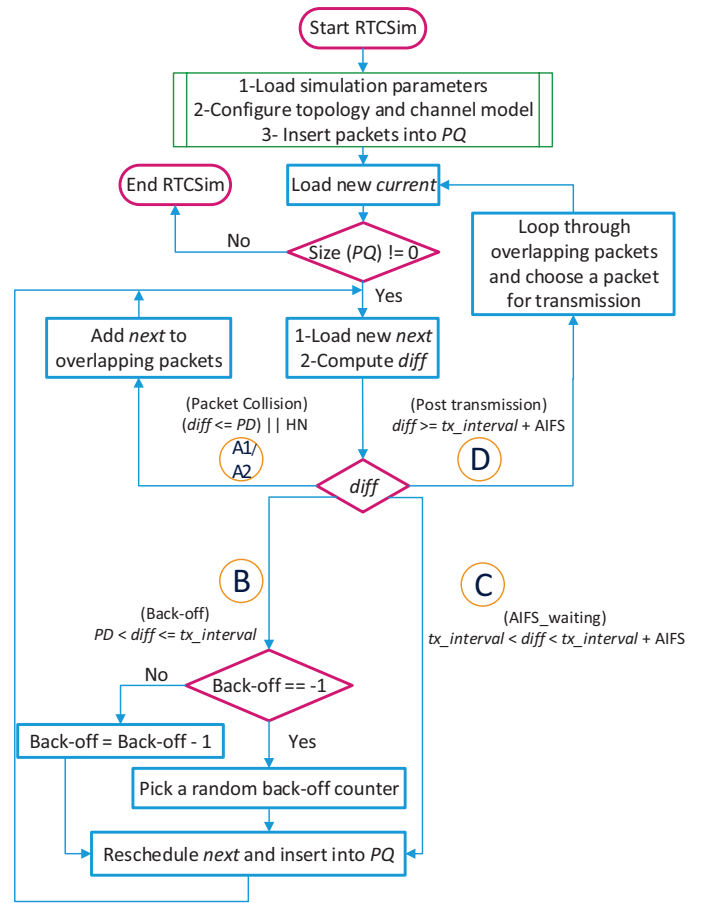 Start RTCSim
1-Load simulation parameters
2-Configure topology and channel model
3- Insert packets into PQ
End RTCSim
Load new current
Loop through
overlapping packets
and choose a packet
for transmission
No
Size (PQ) != 0
Yes
Add next to
overlapping packets
1-Load new next
2-Compute diff
(Packet Collision)
(diff <= PD) || HN
A1/
A2
(Post transmission)
diff >= tx_interval + AIFS
D
diff
B
(Back-off)
PD < diff <= tx_interval
C
(AIFS_waiting)
tx_interval < diff < tx_interval + AIFS
No
Back-off == -1
Back-off = Back-off - 1
Yes
Pick a random back-off counter
Reschedule next and insert into PQ